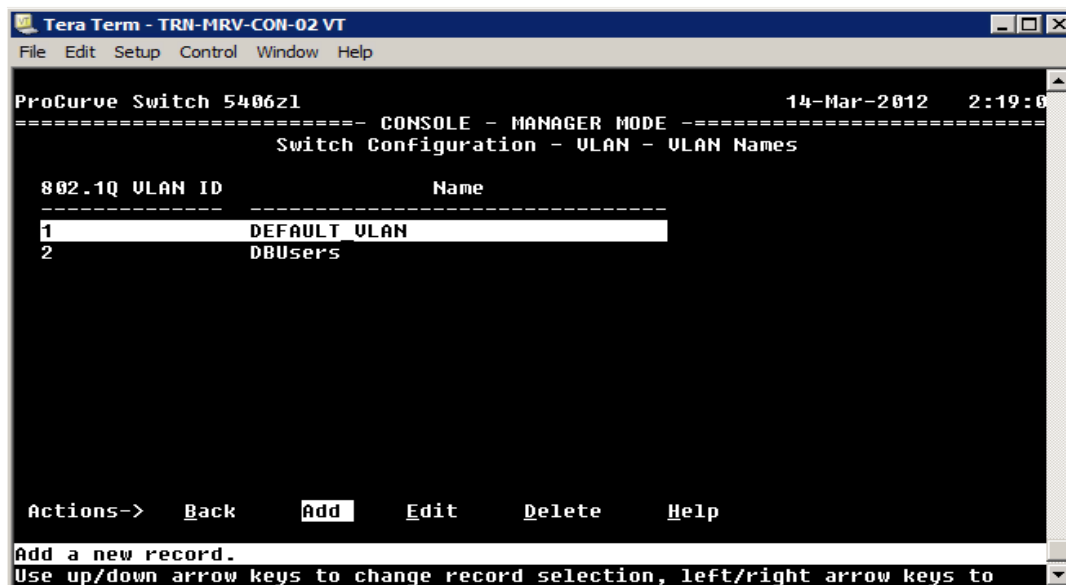 Tera Term - TRN-MRV-CON-02 VT
File Edit Setup Control Window Help
ProCurve Switch 5406zl 14-Mar-2012 2:19:0
==========================- CONSOLE - MANAGER MODE -===========================
Switch Configuration - VLAN - VLAN Names
802.1Q VLAN ID Name
-------------- --------------------------------
1 DEFAULT_VLAN
2 DBUsers
Actions-> Back Add Edit Delete Help
Add a new record.
Use up/down arrow keys to change record selection, left/right arrow keys to